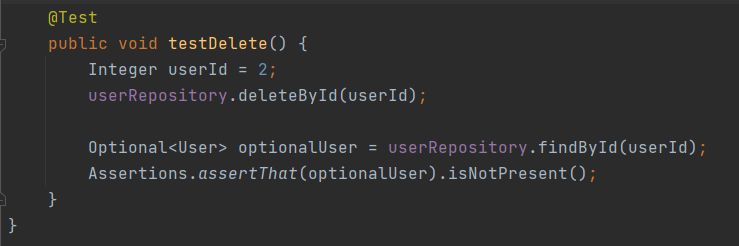 @Test
public void testDelete() {
Integer userId = 2;
userRepository.deleteById(userId);
Optional<User> optionalUser = userRepository.findById(userId);
Assertions.assertThat(optionalUser).isNotPresent();
}
}